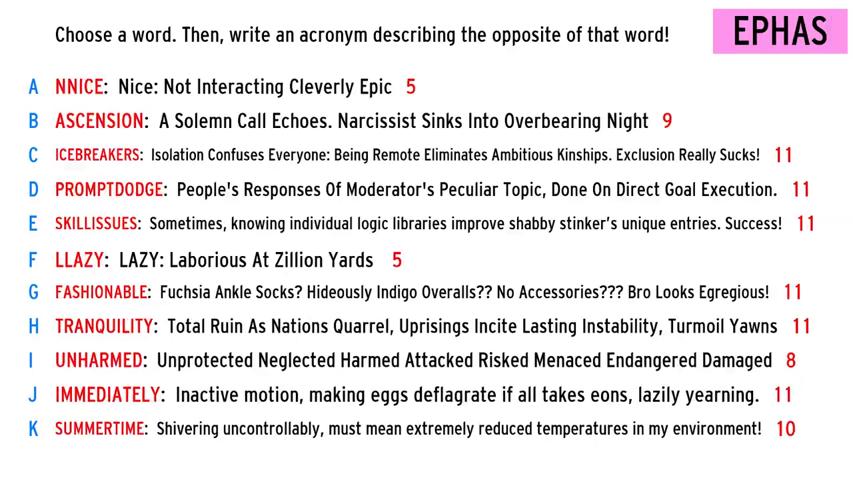 Choose a word. Then, write an acronym describing the opposite of that word!
EPHAS
A NNICE: Nice: Not Interacting Cleverly Epic 5
B ASCENSION: A Solemn Call Echoes. Narcissist Sinks Into Overbearing Night 9
C ICEBREAKERS: Isolation Confuses Everyone: Being Remote Eliminates Ambitious Kinships. Exclusion Really Sucks! 11
D PROMPTDODGE: People's Responses Of Moderator's Peculiar Topic, Done On Direct Goal Execution. 11
E SKILLISSUES: Sometimes, knowing individual logic libraries improve shabby stinker's unique entries. Success! 11
F LLAZY: LAZY: Laborious At Zillion Yards 5
G FASHIONABLE: Fuchsia Ankle Socks? Hideously Indigo Overalls?? No Accessories??? Bro Looks Egregious! 11
H TRANQUILITY: Total Ruin As Nations Quarrel, Uprisings Incite Lasting Instability, Turmoil Yawns 11
I UNHARMED: Unprotected Neglected Harmed Attacked Risked Menaced Endangered Damaged 8
J IMMEDIATELY: Inactive motion, making eggs deflagrate if all takes eons, lazily yearning. 11
K SUMMERTIME: Shivering uncontrollably, must mean extremely reduced temperatures in my environment! 10